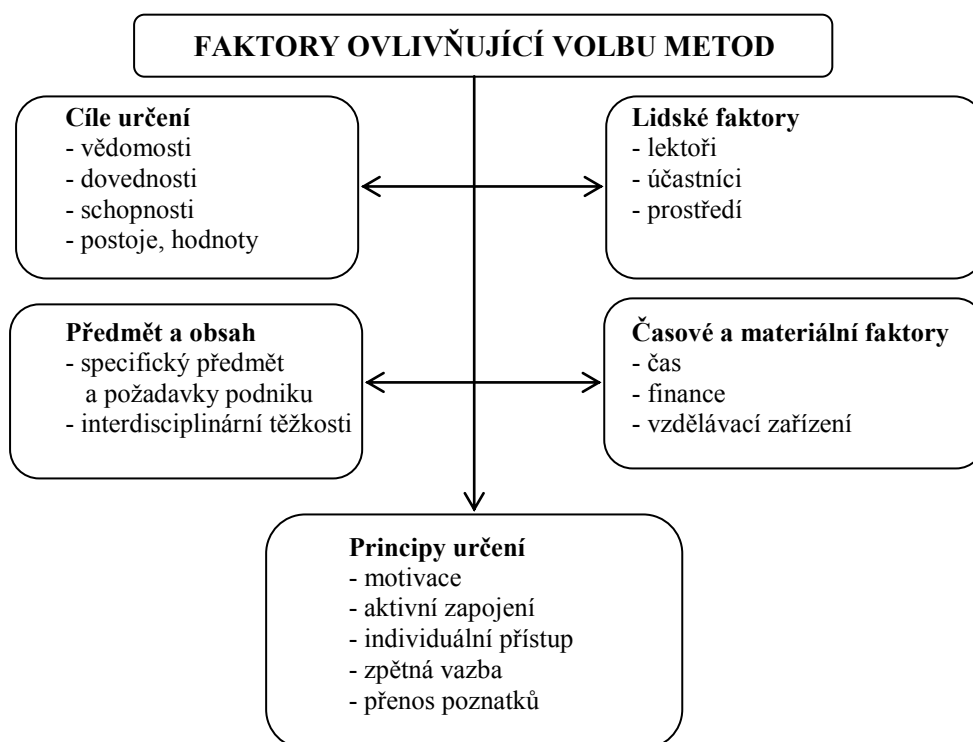 FAKTORY OVLIVŇUJÍCÍ VOLBU METOD
Cíle určení
- vědomosti
- dovednosti
- schopnosti
- postoje, hodnoty
Lidské faktory
- lektoři
- účastníci
- prostředí
Předmět a obsah
- specifický předmět
a požadavky podniku
- interdisciplinární těžkosti
Časové a materiální faktory
- čas
- finance
- vzdělávací zařízení
Principy určení
- motivace
- aktivní zapojení
- individuální přístup
- zpětná vazba
- přenos poznatků